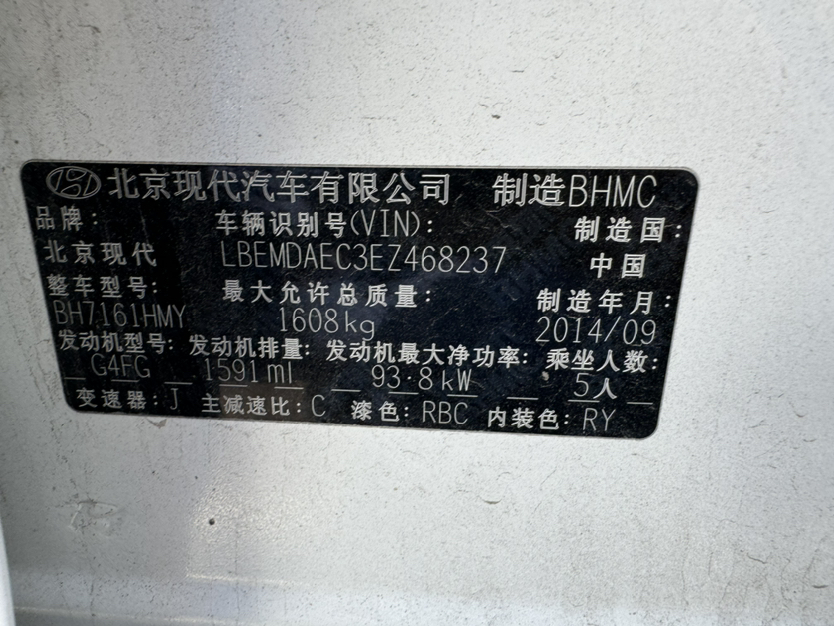 北京现代汽车有限公司 制造BHMC
品牌: 车辆识别号(VIN): 制造国:
北京现代 LBEMDAEC3EZ468237 中国
整车型号: 最大允许总质量: 制造年月:
BH7161HMY 1608kg 2014/09
发动机型号: 发动机排量: 发动机最大净功率: 乘坐人数:
G4FG 1591ml 93.8kW 5人
变速器: J 主减速比: C 漆色: RBC 内装色: RY